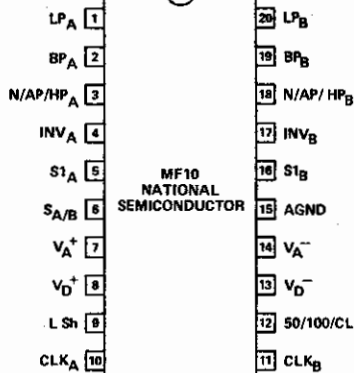 LPA 1 20 LPB
BPA 2 19 BPB
N/AP/HPA 3 18 N/AP/ HPB
INVA 4 17 INVB
S1A 5 16 S1B
MF10
NATIONAL
SEMICONDUCTOR
SA/B 6 15 AGND
VA+ 7 14 VA−
VD+ 8 13 VD−
L Sh 9 12 50/100/CL
CLKA 10 11 CLKB